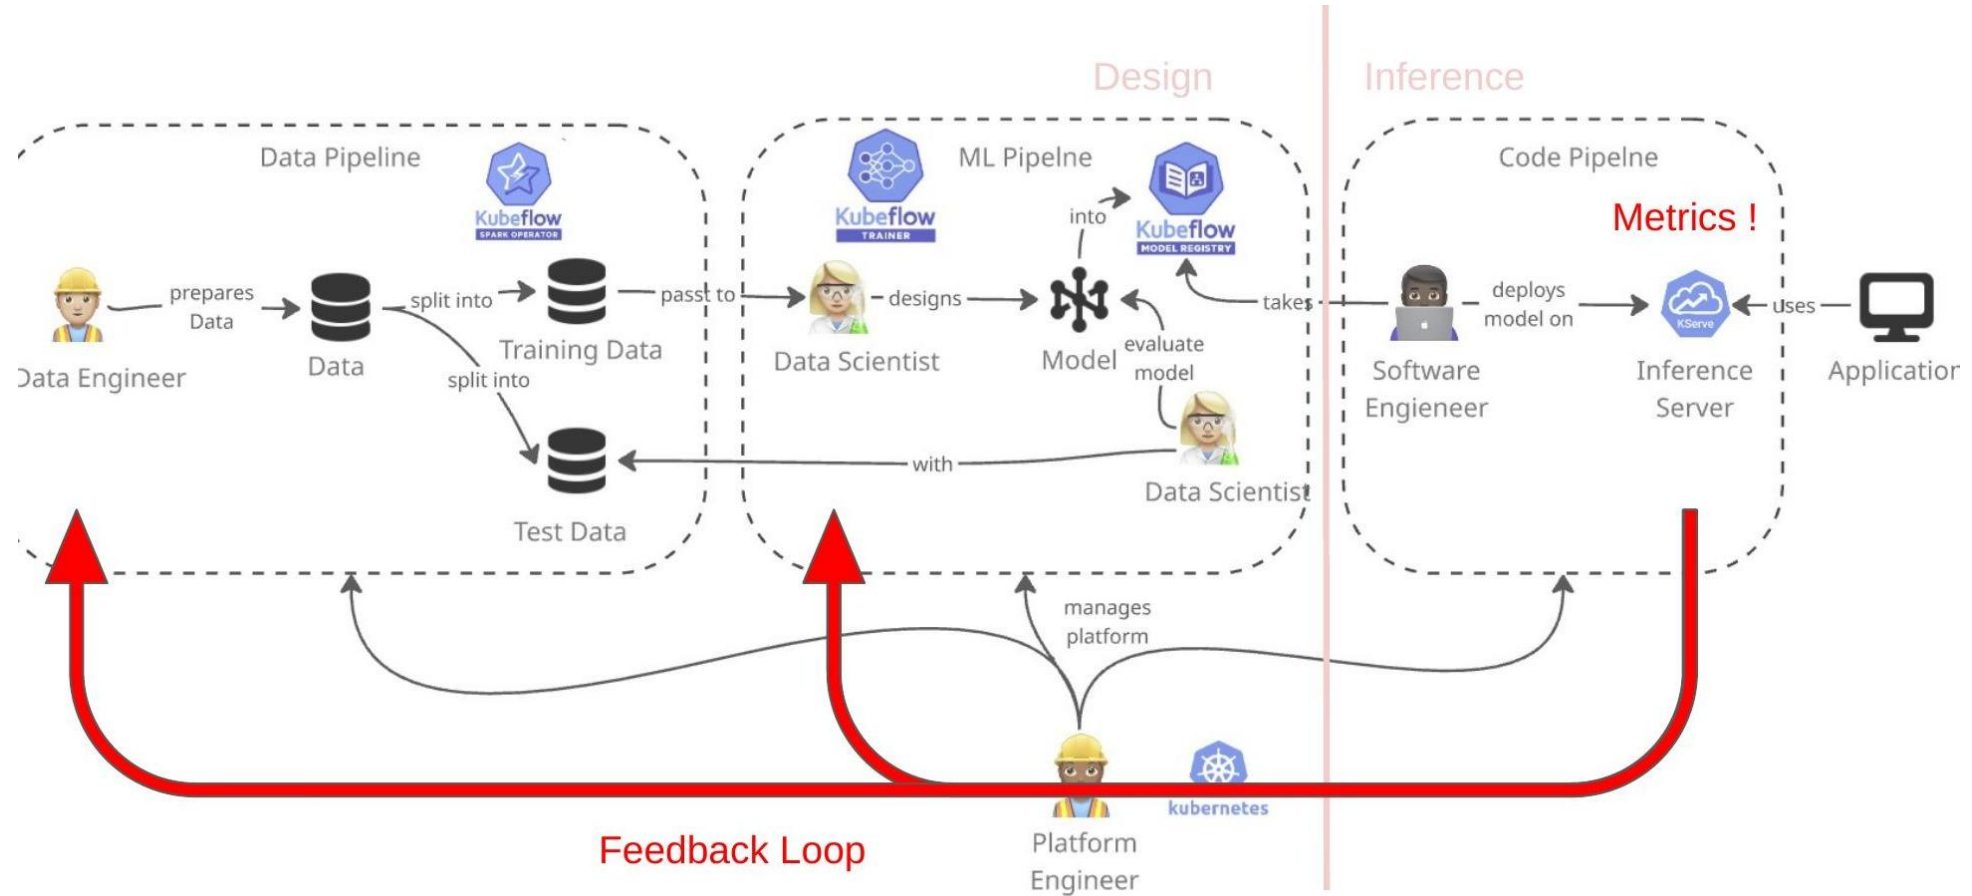 Design
Inference
Data Pipeline
Kubeflow
SPARK OPERATOR
prepares
Data
split into
split into
Data Engineer
Data
Training Data
Test Data
passt to
Kubeflow
TRAINER
ML Pipelne
into
Kubeflow
MODEL REGISTRY
designs
Data Scientist
Model
evaluate
model
takes
with
Data Scientist
Code Pipelne
Metrics !
deploys
model on
KServe
uses
Software
Engieneer
Inference
Server
Application
manages
platform
kubernetes
Platform
Engineer
Feedback Loop